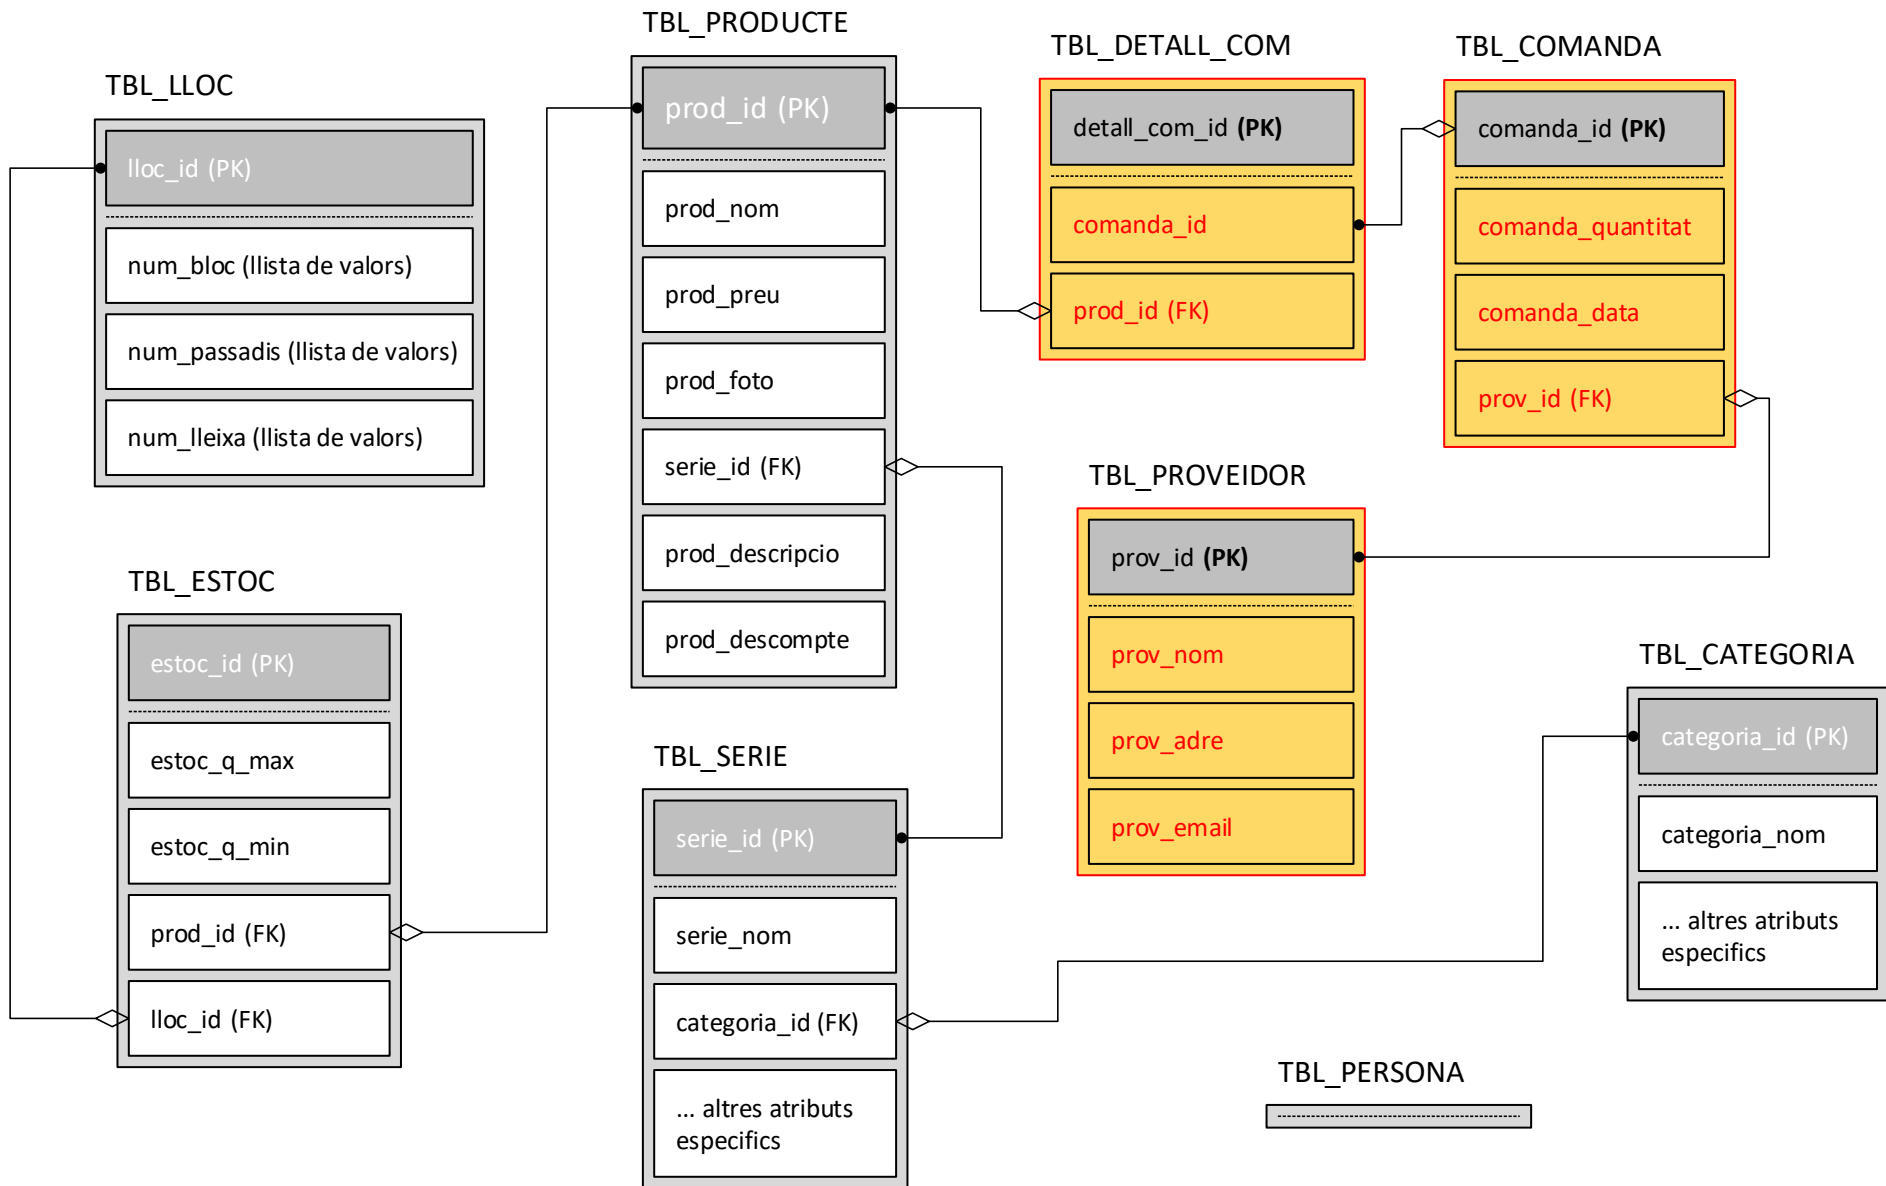 TBL_LLOC
lloc_id (PK)
num_bloc (llista de valors)
num_passadis (llista de valors)
num_lleixa (llista de valors)
TBL_ESTOC
estoc_id (PK)
estoc_q_max
estoc_q_min
prod_id (FK)
lloc_id (FK)
TBL_PRODUCTE
prod_id (PK)
prod_nom
prod_preu
prod_foto
serie_id (FK)
prod_descripcio
prod_descompte
TBL_SERIE
serie_id (PK)
serie_nom
categoria_id (FK)
... altres atributs
especifics
TBL_DETALL_COM
detall_com_id (PK)
comanda_id
prod_id (FK)
TBL_COMANDA
comanda_id (PK)
comanda_quantitat
comanda_data
prov_id (FK)
TBL_PROVEIDOR
prov_id (PK)
prov_nom
prov_adre
prov_email
TBL_CATEGORIA
categoria_id (PK)
categoria_nom
... altres atributs
especifics
TBL_PERSONA